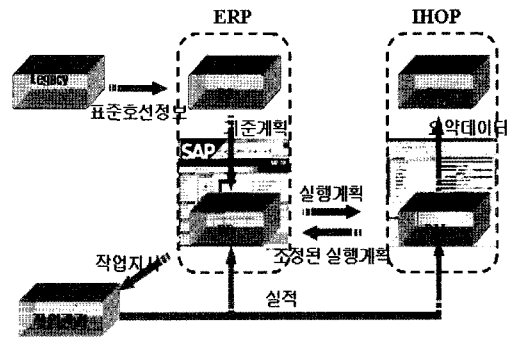 ERP
IHOP
Legacy
표준호선정보
기준계획
요약데이터
SAP
실행계획
조정된 실행계획
작업지시
실적